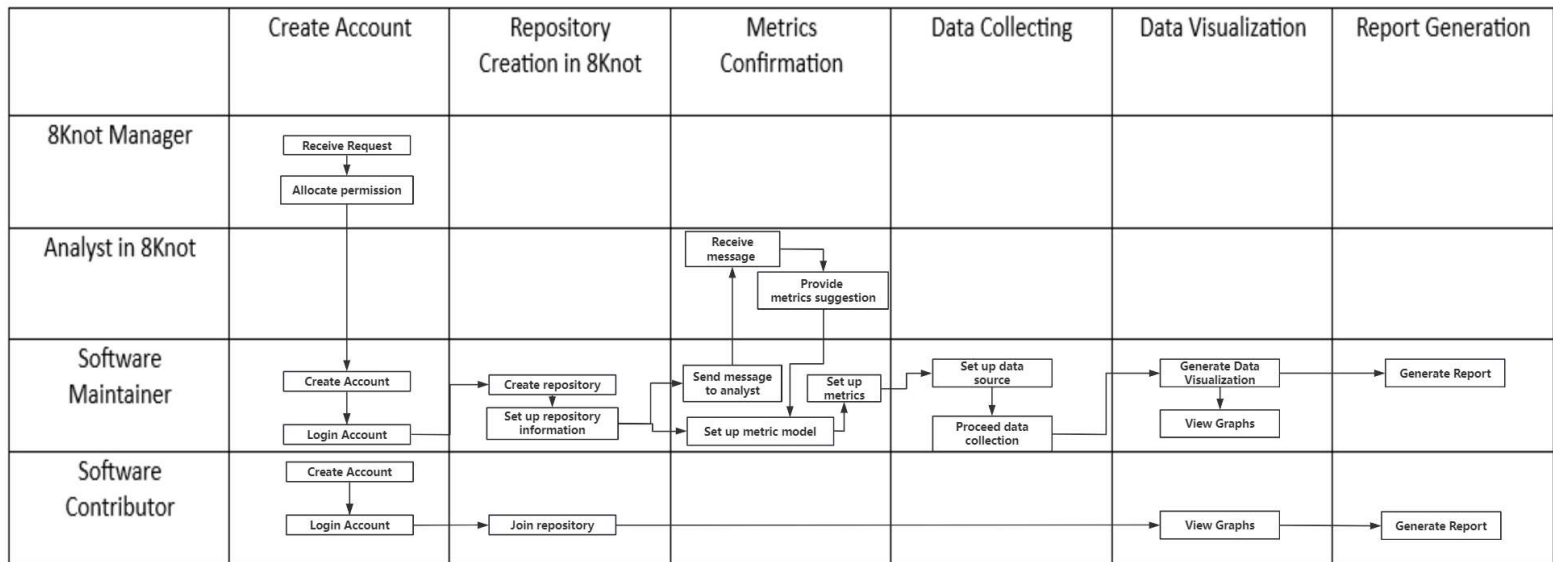 Create Account
Repository
Creation in 8Knot
Metrics
Confirmation
Data Collecting
Data Visualization
Report Generation
8Knot Manager
Receive Request
Allocate permission
Analyst in 8Knot
Receive
message
Provide
metrics suggestion
Software
Maintainer
Create Account
Login Account
Create repository
Set up repository
information
Send message
to analyst
Set up metric model
Set up
metrics
Set up data
source
Proceed data
collection
Generate Data
Visualization
View Graphs
Generate Report
Software
Contributor
Create Account
Login Account
Join repository
View Graphs
Generate Report